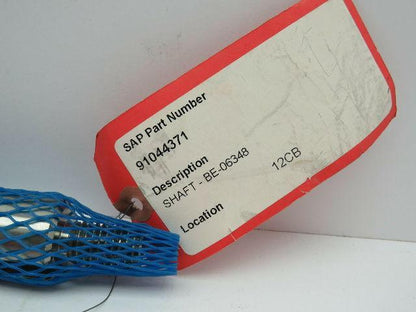 SAP Part Number
91044371
Description
SHAFT - BE-06348
12CB
Location